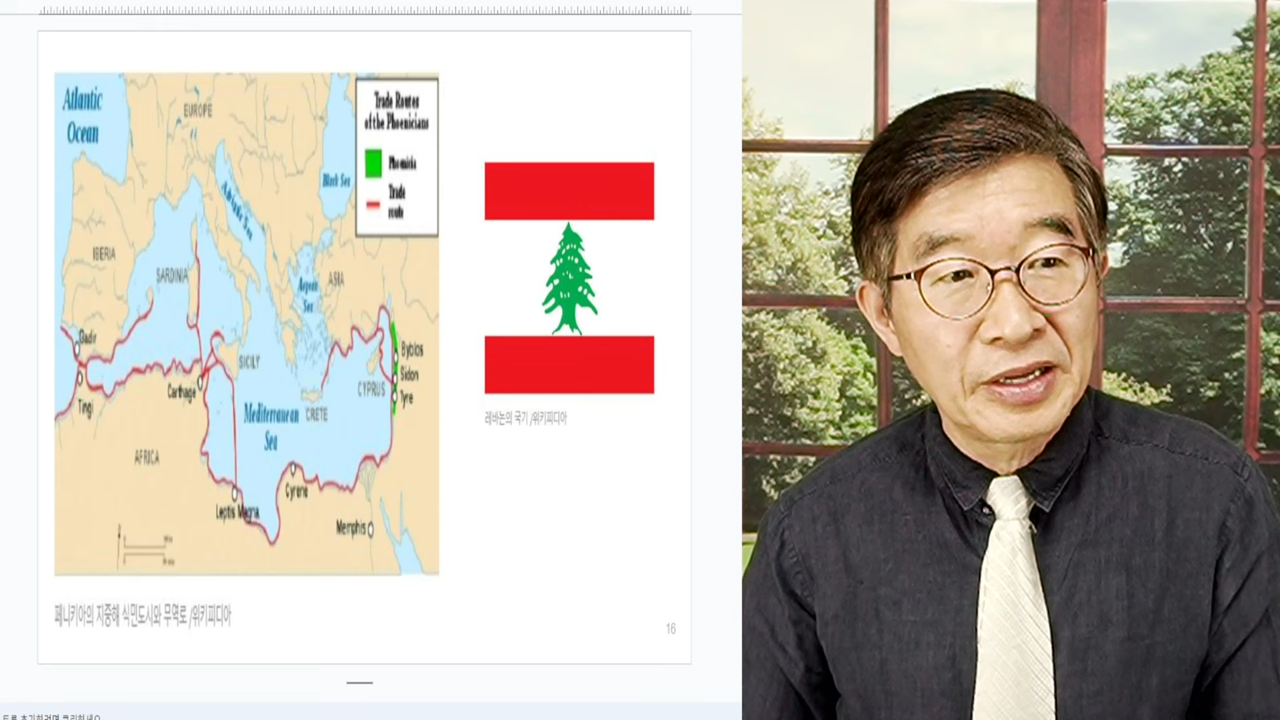 Atlantic
Ocean
EUROPE
Trade Routes
of the Phoenicians
Phoenicia
Trade
route
Black Sea
Adriatic Sea
IBERIA
SARDINIA
Aegean
Sea
ASIA
Gadir
SICILY
Byblos
Sidon
Tyre
CYPRUS
Carthage
Tingi
Mediterranean
Sea
CRETE
AFRICA
Cyrene
Leptis Magna
Memphis
레바논의 국기 /위키피디아
페니키아의 지중해 식민도시와 무역로 /위키피디아
16